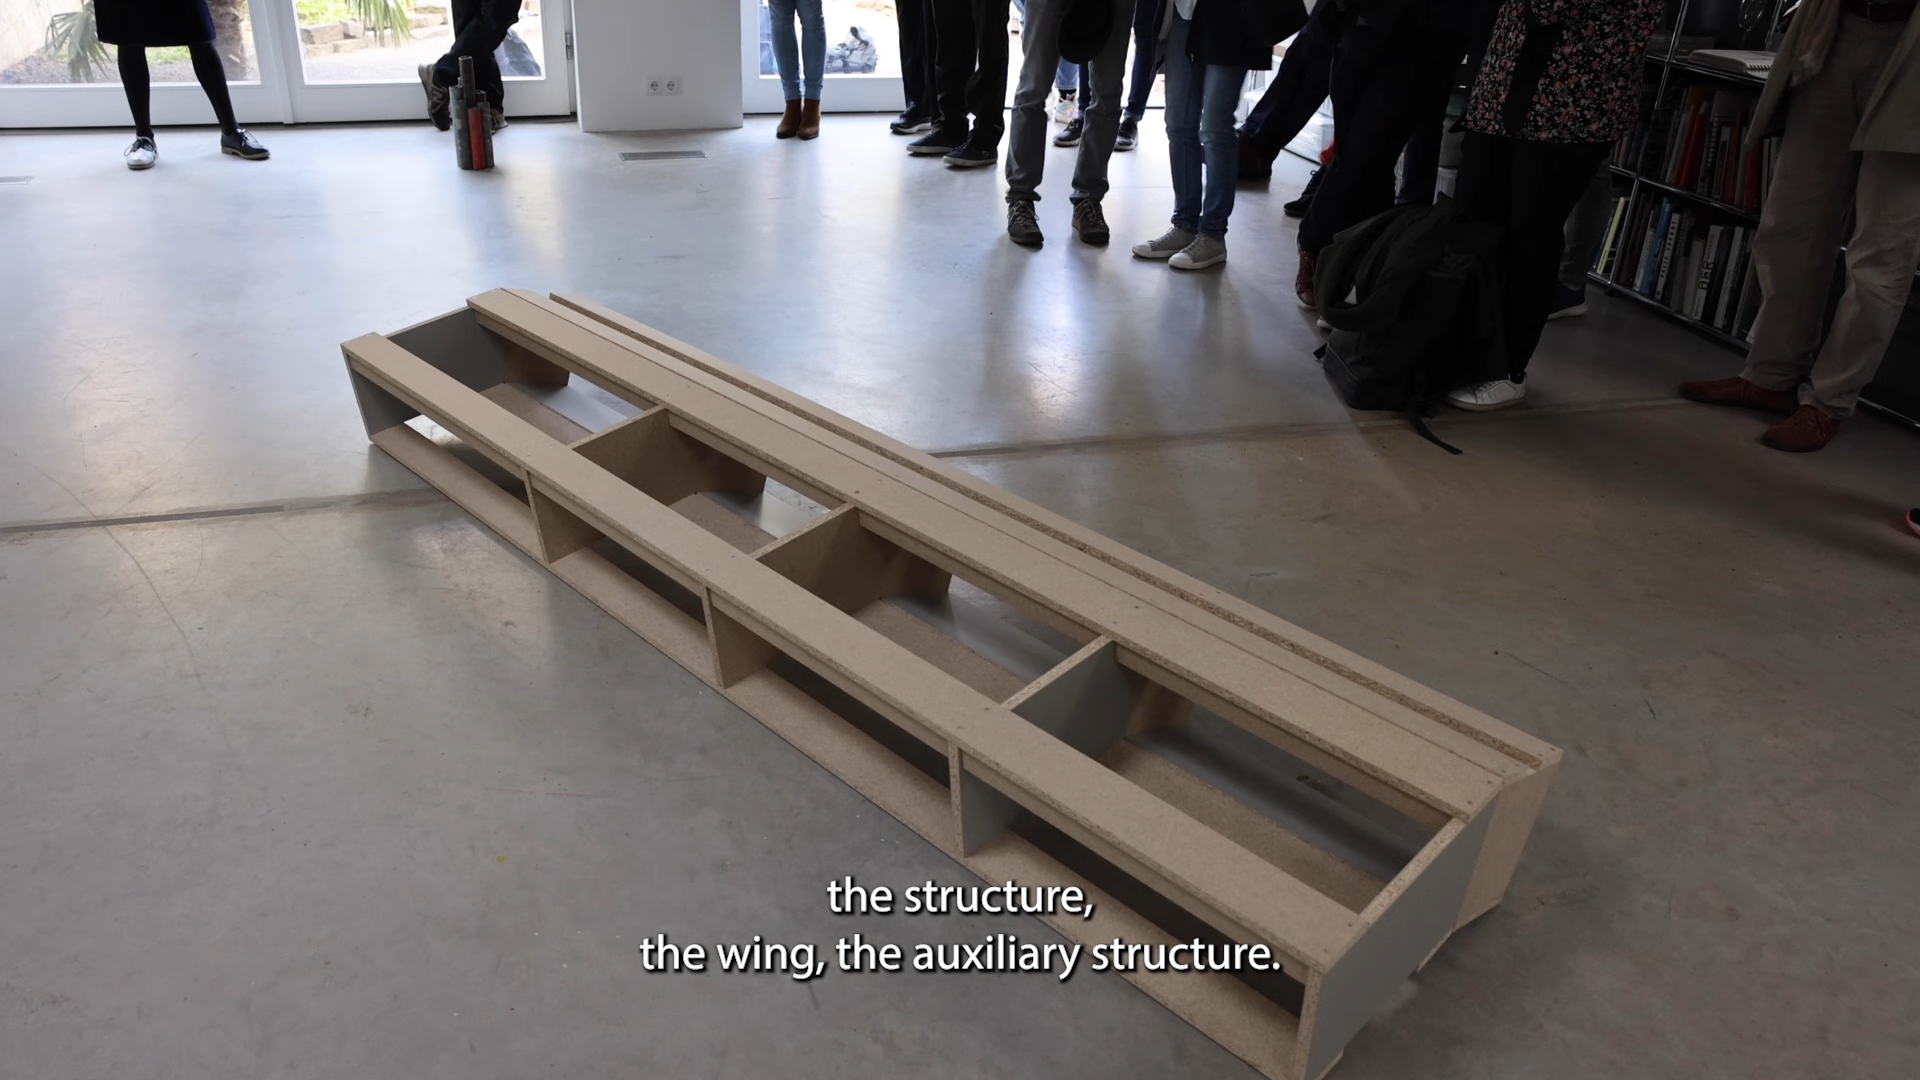 the structure,
the wing, the auxiliary structure.